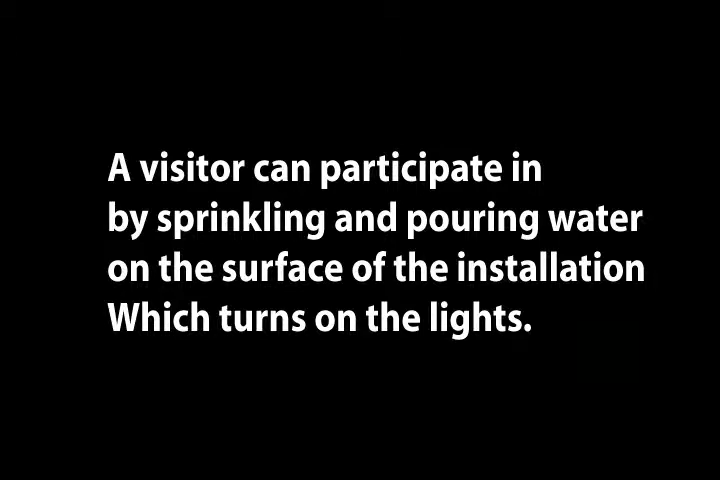 A visitor can participate in
by sprinkling and pouring water
on the surface of the installation
Which turns on the lights.